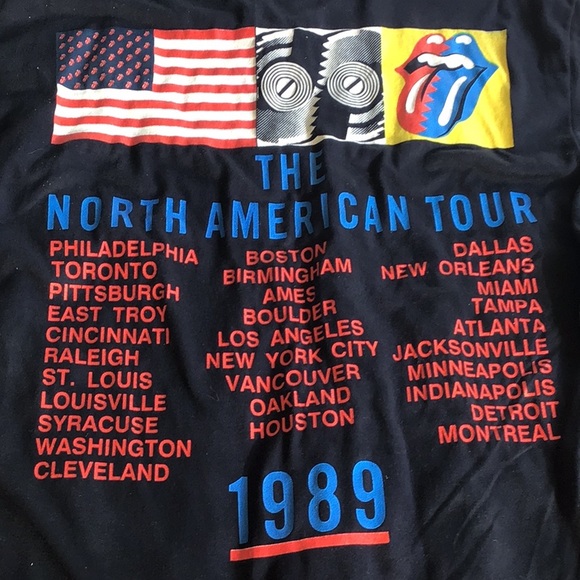 THE
NORTH AMERICAN TOUR
PHILADELPHIA
TORONTO
PITTSBURGH
EAST TROY
CINCINNATI
RALEIGH
ST. LOUIS
LOUISVILLE
SYRACUSE
WASHINGTON
CLEVELAND
BOSTON
BIRMINGHAM
AMES
BOULDER
LOS ANGELES
NEW YORK CITY
VANCOUVER
OAKLAND
HOUSTON
DALLAS
NEW ORLEANS
MIAMI
TAMPA
ATLANTA
JACKSONVILLE
MINNEAPOLIS
INDIANAPOLIS
DETROIT
MONTREAL
1989